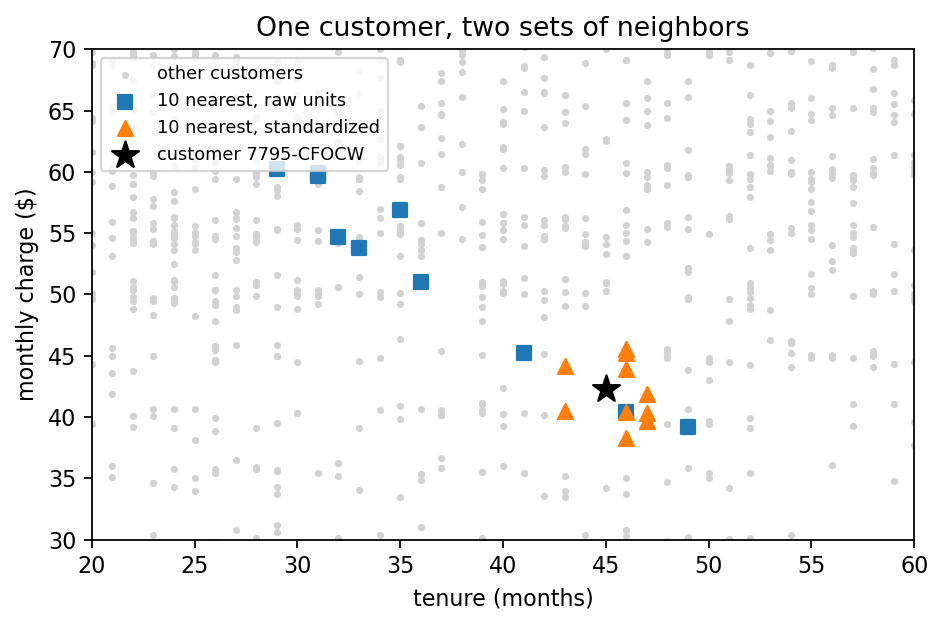 One customer, two sets of neighbors
70
65
60
55
50
45
40
35
30
monthly charge ($)
other customers
10 nearest, raw units
10 nearest, standardized
customer 7795-CFOCW
20 25 30 35 40 45 50 55 60
tenure (months)